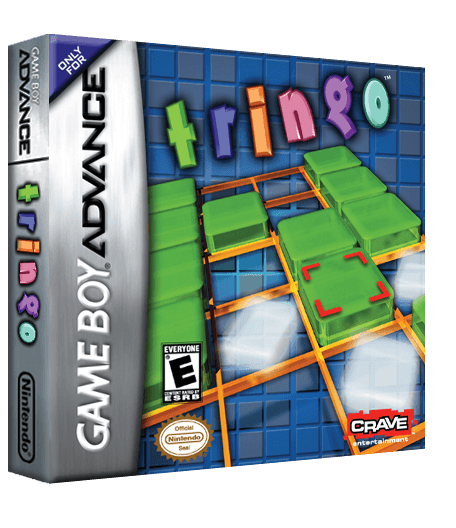 GAME BOY
ADVANCE
tringo
Nintendo
ONLY
FOR
GAME BOY® ADVANCE
tringo™
EVERYONE
E
CONTENT RATED BY
ESRB
Official
Nintendo
Seal
CRAVE
entertainment